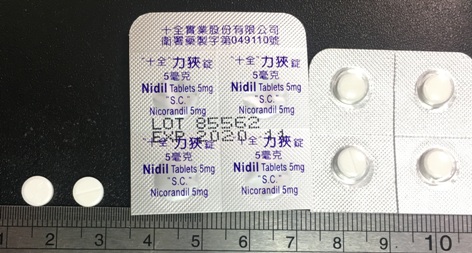 十全實業股份有限公司
衛署藥製字第049110號
"十全"力狹錠 "十全"力狹錠
5毫克 5毫克
Nidil Tablets 5mg Nidil Tablets 5mg
"S.C." "S.C."
Nicorandil 5mg Nicorandil 5mg
LOT 85562
EXP 2020.11
"十全"力狹錠 "十全"力狹錠
5毫克 5毫克
Nidil Tablets 5mg Nidil Tablets 5mg
"S.C." "S.C."
Nicorandil 5mg Nicorandil 5mg
1 2 3 4 5 6 7 8 9 10